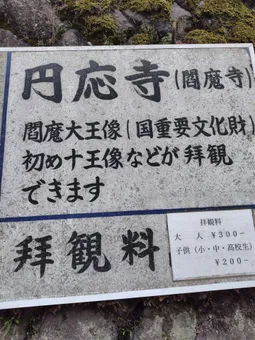 円応寺（閻魔寺）
閻魔大王像（国重要文化財）
初め十王像などが拝観
できます
拝観料
拝観料
大人 ￥300-
子供（小・中・高校生）
￥200-